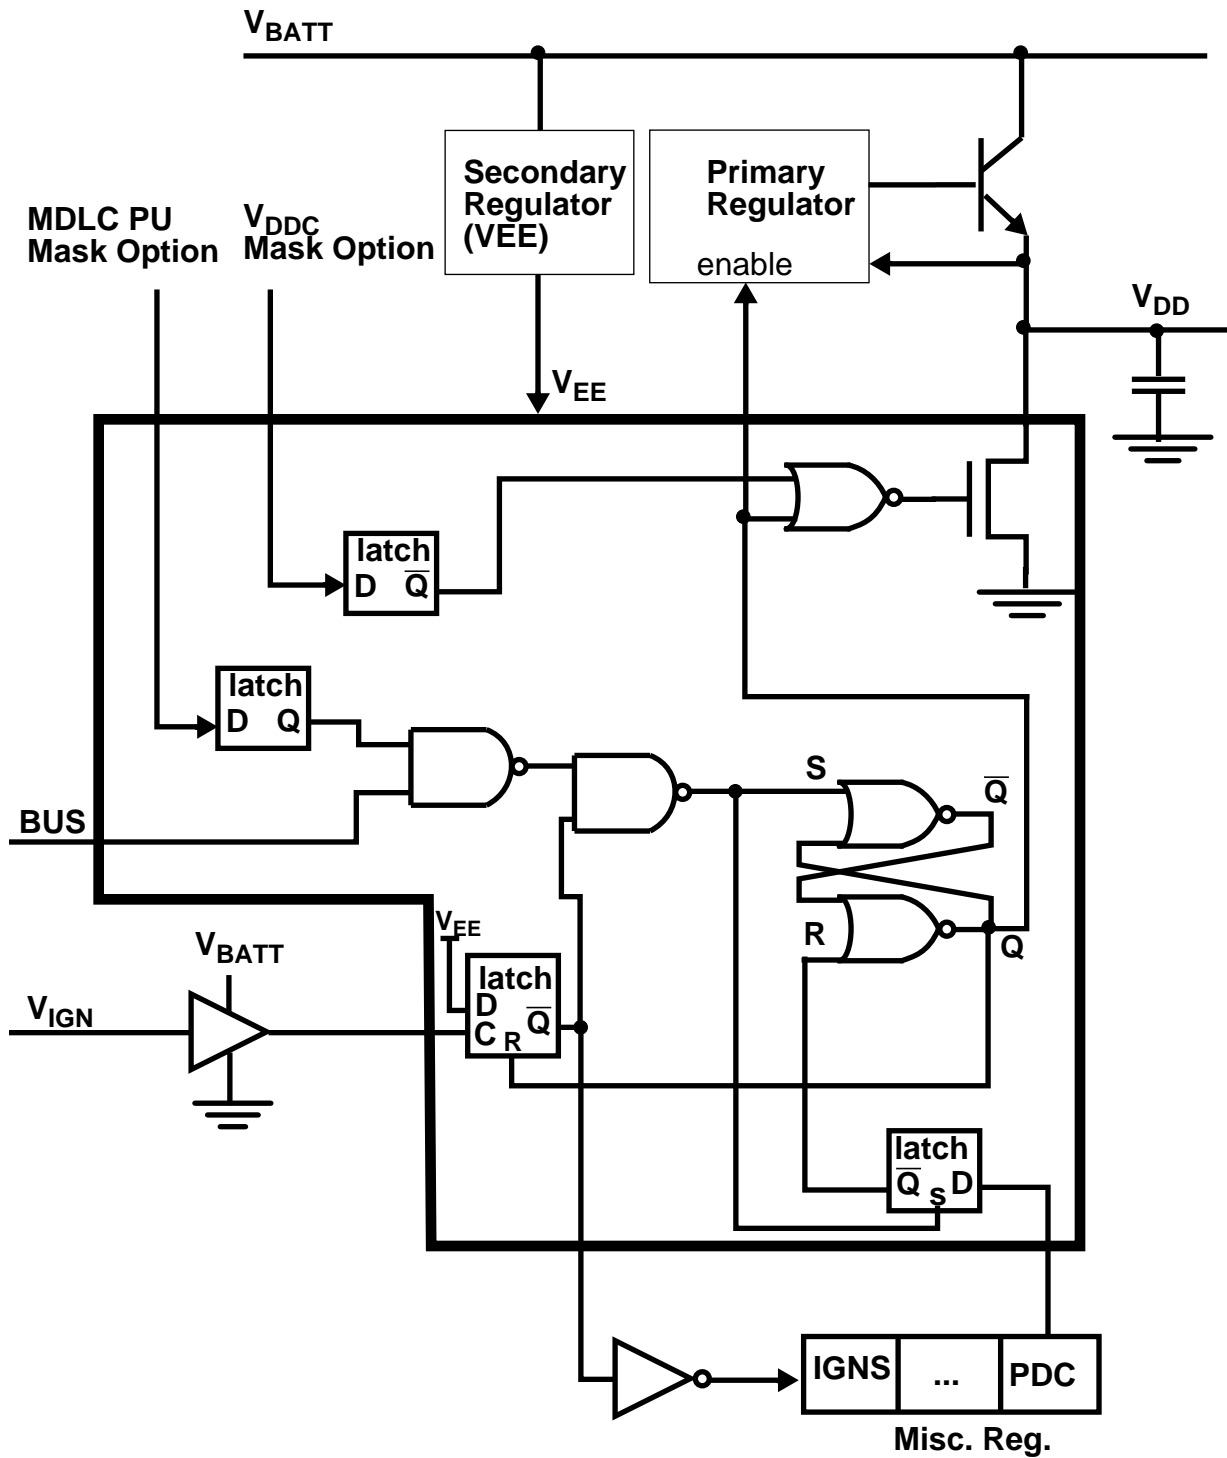 VBATT
Secondary
Regulator
(VEE)
Primary
Regulator
enable
MDLC PU
Mask Option
VDDC
Mask Option
VDD
VEE
latch
D Q̅
latch
D Q
S
Q̅
BUS
R
Q
VEE
VBATT
latch
D
C R Q̅
VIGN
latch
Q̅ s D
IGNS ... PDC
Misc. Reg.